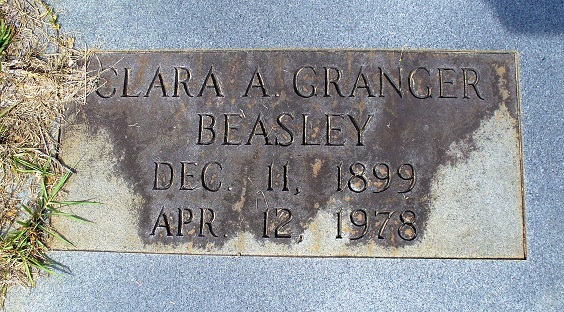 CLARA A. GRANGER
BEASLEY
DEC. 11, 1899
APR. 12, 1978